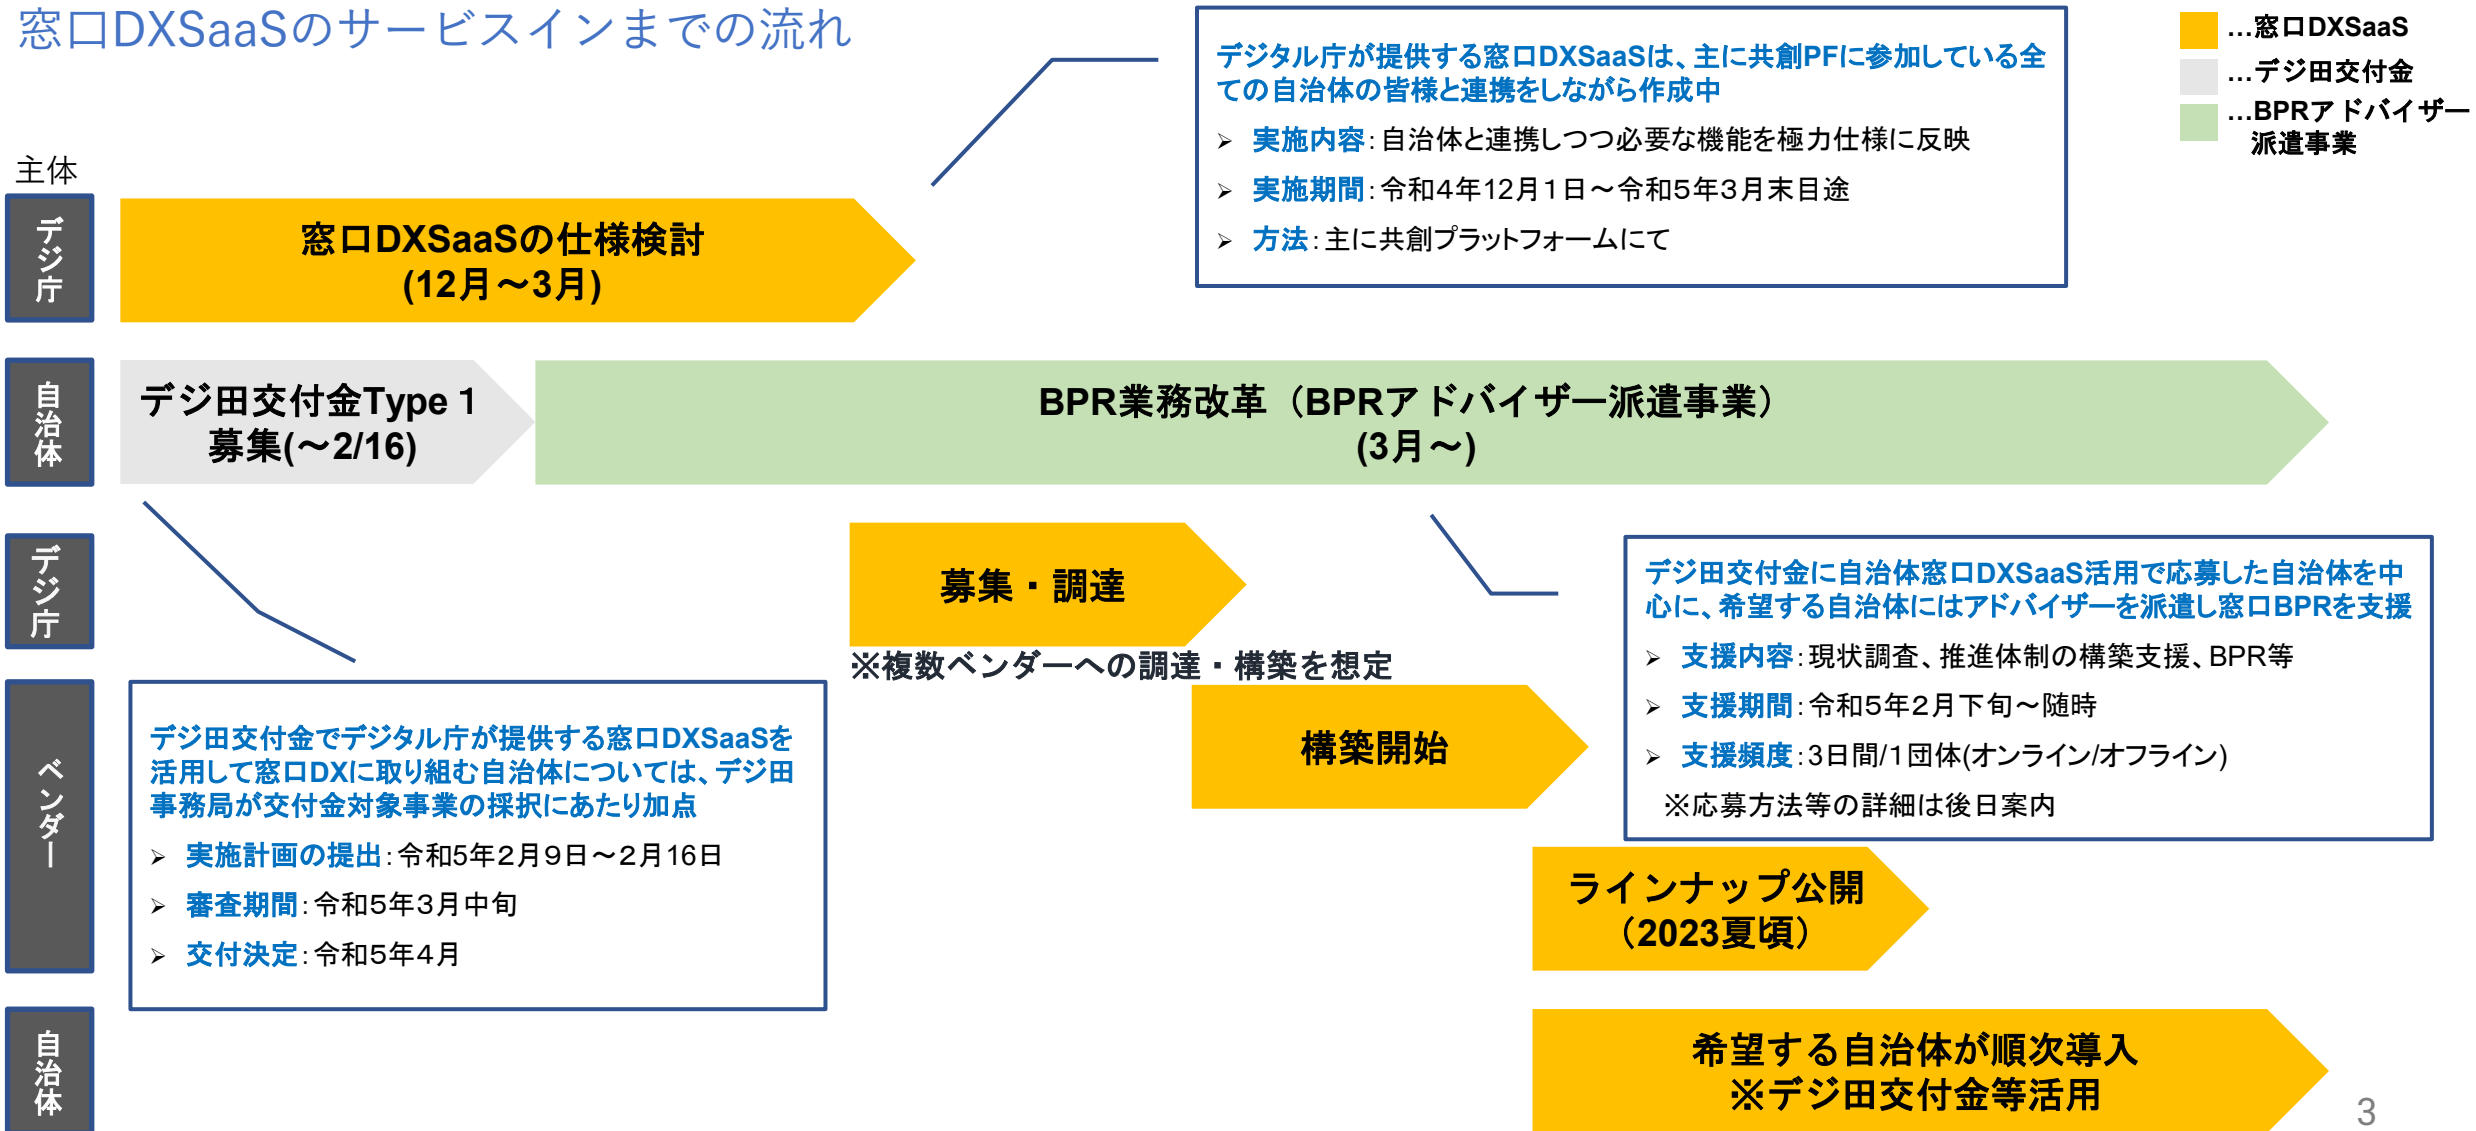 窓口DXSaaSのサービスインまでの流れ
…窓口DXSaaS
…デジ田交付金
…BPRアドバイザー
派遣事業
デジタル庁が提供する窓口DXSaaSは、主に共創PFに参加している全
ての自治体の皆様と連携をしながら作成中
➢ 実施内容：自治体と連携しつつ必要な機能を極力仕様に反映
➢ 実施期間：令和4年12月1日～令和5年3月末目途
➢ 方法：主に共創プラットフォームにて
主体
デジ庁
窓口DXSaaSの仕様検討
(12月～3月)
自治体
デジ田交付金Type１
募集(～2/16)
BPR業務改革（BPRアドバイザー派遣事業）
(3月～)
デジ庁
募集・調達
※複数ベンダーへの調達・構築を想定
デジ田交付金に自治体窓口DXSaaS活用で応募した自治体を中
心に、希望する自治体にはアドバイザーを派遣し窓口BPRを支援
➢ 支援内容：現状調査、推進体制の構築支援、BPR等
➢ 支援期間：令和5年2月下旬～随時
➢ 支援頻度：3日間/1団体(オンライン/オフライン)
※応募方法等の詳細は後日案内
ベンダー
構築開始
デジ田交付金でデジタル庁が提供する窓口DXSaaSを
活用して窓口DXに取り組む自治体については、デジ田
事務局が交付金対象事業の採択にあたり加点
➢ 実施計画の提出：令和5年2月9日～2月16日
➢ 審査期間：令和5年3月中旬
➢ 交付決定：令和5年4月
ラインナップ公開
（2023夏頃）
自治体
希望する自治体が順次導入
※デジ田交付金等活用
3